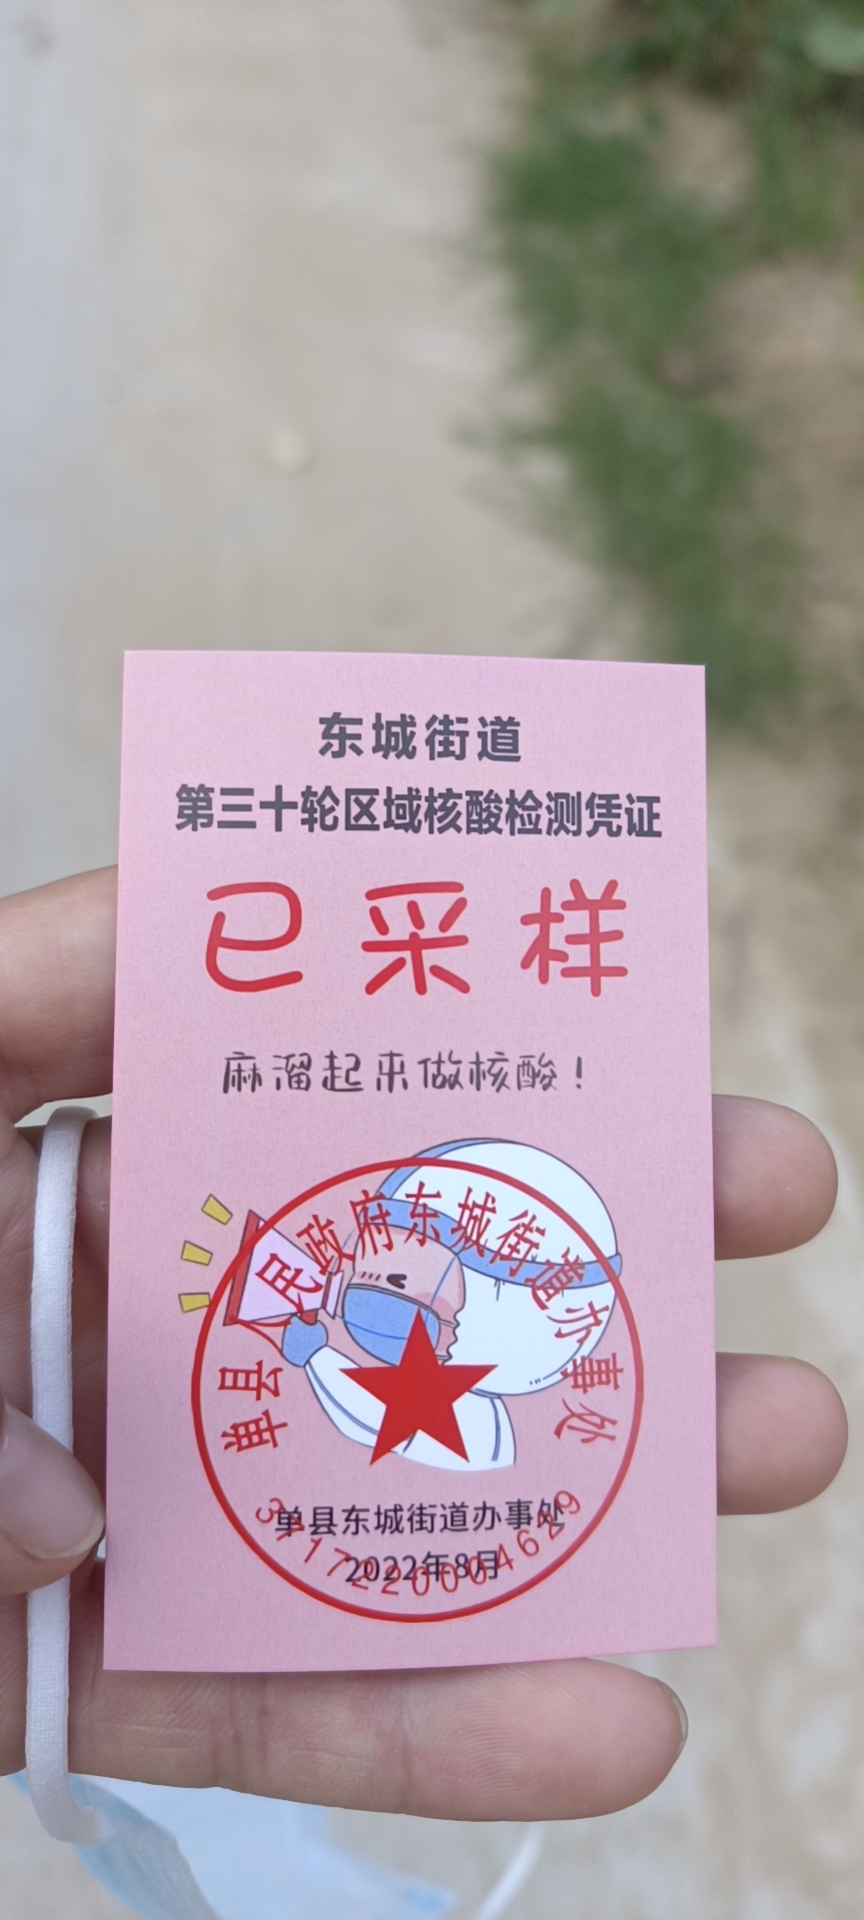 东城街道
第三十轮区域核酸检测凭证
已采样
麻溜起来做核酸！
单县人民政府东城街道办事处
单县东城街道办事处
2022年8月
3717220004629